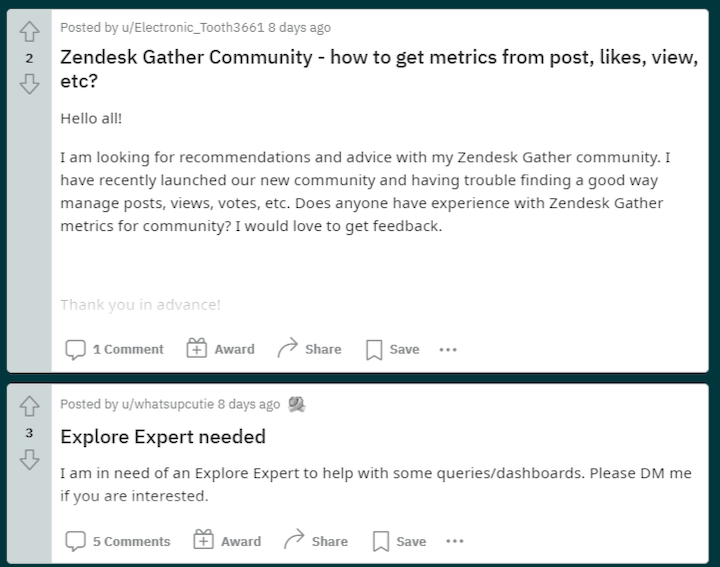 Posted by u/Electronic_Tooth3661 8 days ago
2
Zendesk Gather Community - how to get metrics from post, likes, view,
etc?
Hello all!
I am looking for recommendations and advice with my Zendesk Gather community. I
have recently launched our new community and having trouble finding a good way
manage posts, views, votes, etc. Does anyone have experience with Zendesk Gather
metrics for community? I would love to get feedback.
Thank you in advance!
1 Comment Award Share Save
Posted by u/whatsupcutie 8 days ago
3
Explore Expert needed
I am in need of an Explore Expert to help with some queries/dashboards. Please DM me
if you are interested.
5 Comments Award Share Save